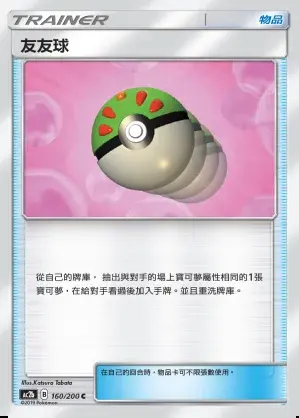 TRAINER
物品
友友球
從自己的牌庫， 抽出與對手的場上寶可夢屬性相同的1張
寶可夢，在給對手看過後加入手牌。並且重洗牌庫。
在自己的回合時，物品卡可不限張數使用。
Illus.Katsura Tabata
AC2b B 160/200 C
©2019 Pokémon